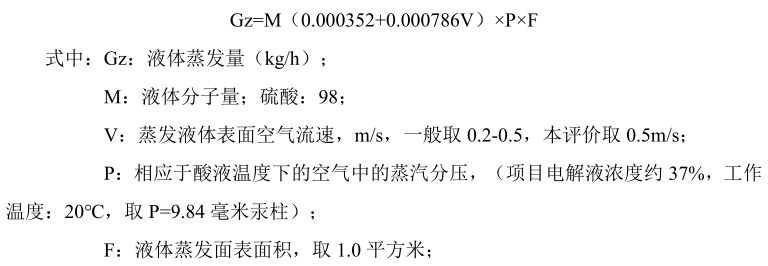 Gz=M（0.000352+0.000786V）×P×F
式中：Gz：液体蒸发量（kg/h）；
M：液体分子量；硫酸：98；
V：蒸发液体表面空气流速，m/s，一般取 0.2-0.5，本评价取 0.5m/s；
P：相应于酸液温度下的空气中的蒸汽分压，（项目电解液浓度约 37%，工作
温度：20℃，取 P=9.84 毫米汞柱）；
F：液体蒸发面表面积，取 1.0 平方米；